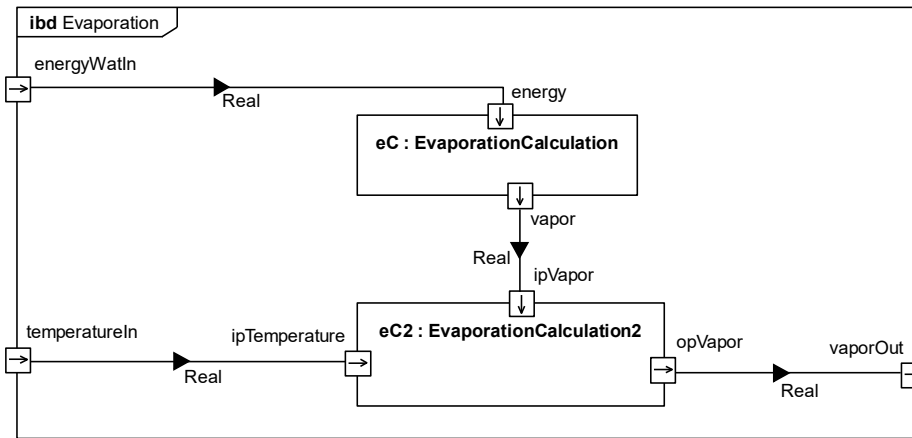 ibd Evaporation
energyWatIn
Real
energy
eC : EvaporationCalculation
vapor
Real
ipVapor
temperatureIn
Real
ipTemperature
eC2 : EvaporationCalculation2
opVapor
Real
vaporOut